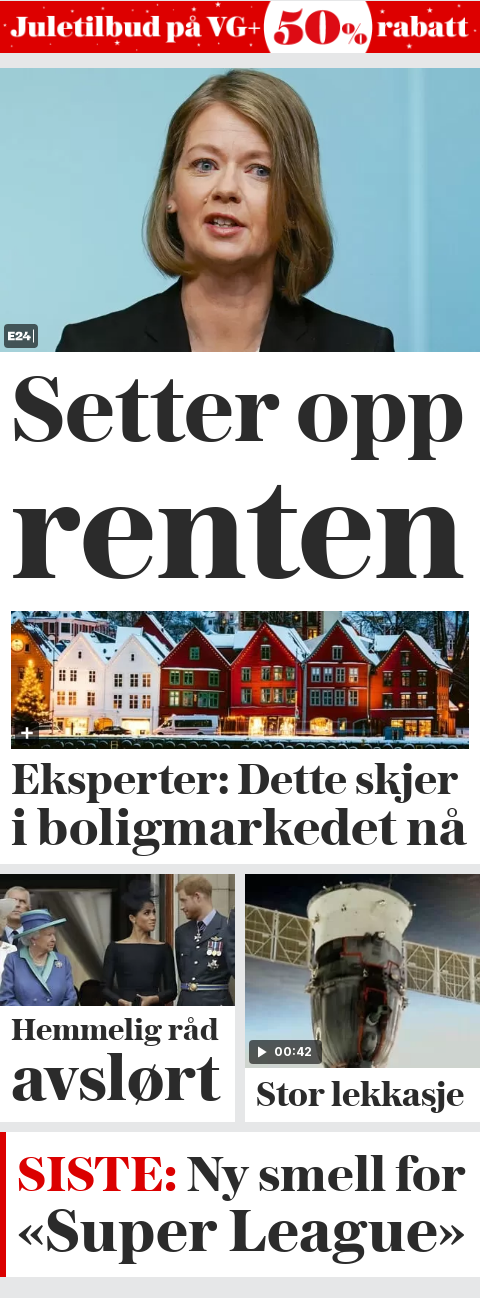 Juletilbud på VG+ 50% rabatt
E24
Setter opp
renten
Eksperter: Dette skjer
i boligmarkedet nå
Hemmelig råd
avslørt
00:42
Stor lekkasje
SISTE: Ny smell for
«Super League»